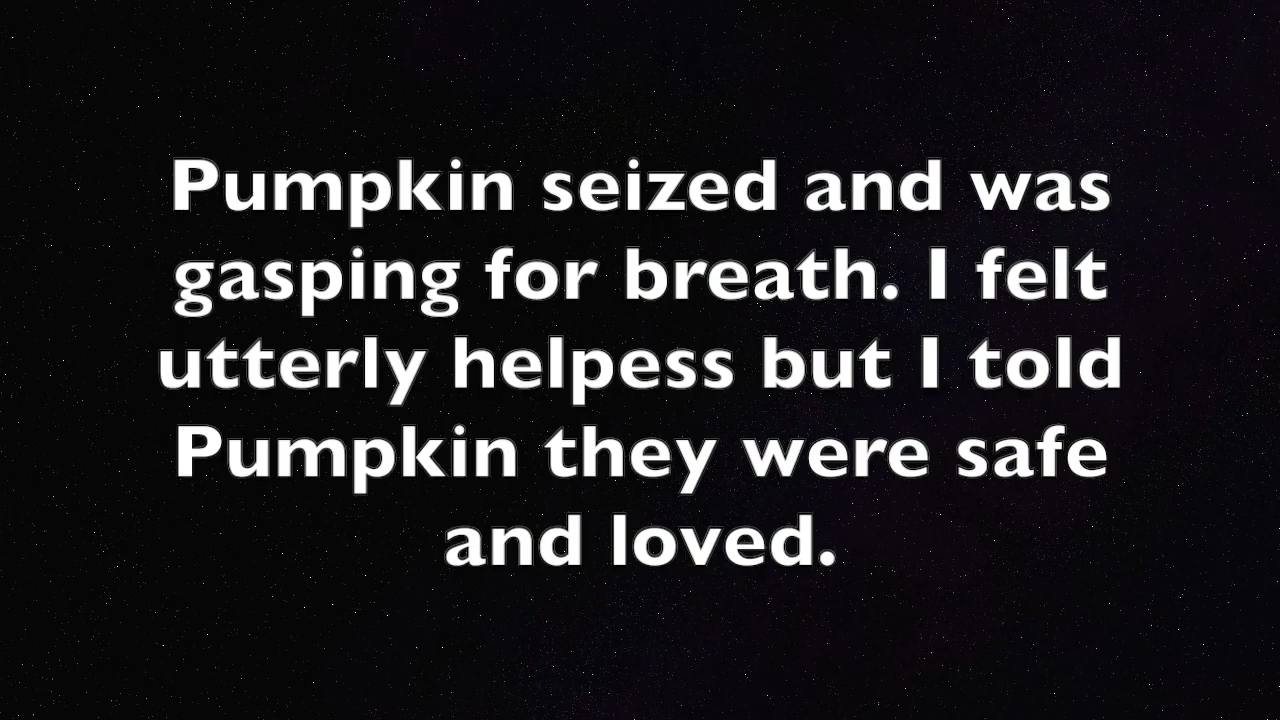 Pumpkin seized and was
gasping for breath. I felt
utterly helpess but I told
Pumpkin they were safe
and loved.